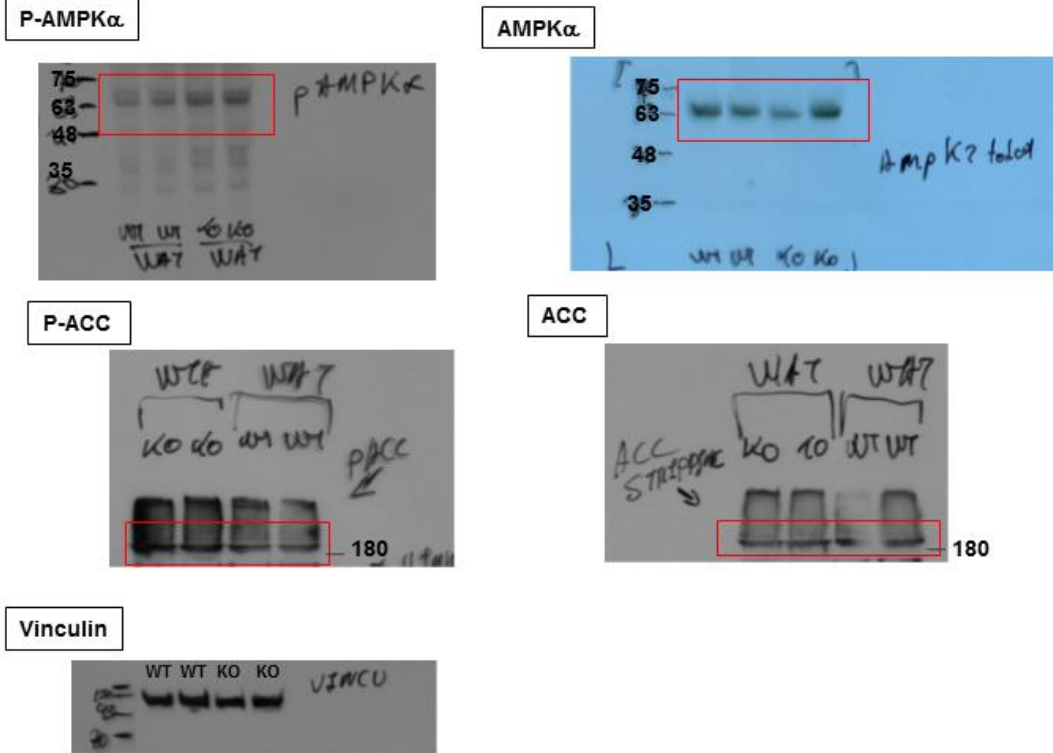 P-AMPKα
75
63
48
35
pAMPKα
WT WT KO KO
WAT WAT
AMPKα
75
63
48
35
AmpK? total
WT WT KO KO
P-ACC
WAT
KO KO WT WT
pACC
180
ACC
WAT WAT
KO KO WT WT
ACC
180
Vinculin
WT WT KO KO
VINCU